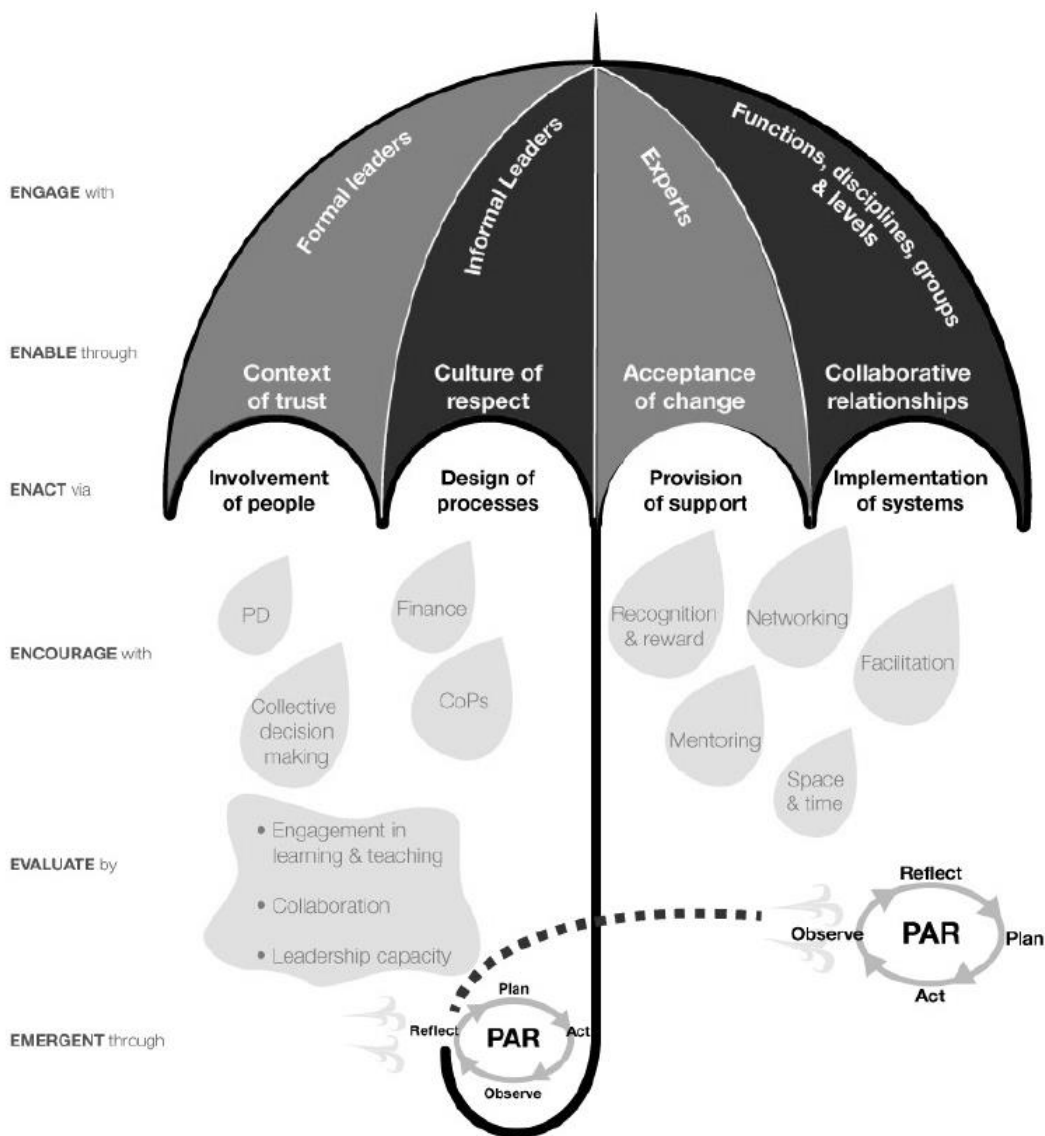 ENGAGE with
Formal leaders
Informal Leaders
Experts
Functions, disciplines, groups
& levels
ENABLE through
Context
of trust
Culture of
respect
Acceptance
of change
Collaborative
relationships
ENACT via
Involvement
of people
Design of
processes
Provision
of support
Implementation
of systems
ENCOURAGE with
PD
Finance
Recognition
& reward
Networking
Facilitation
Collective
decision
making
CoPs
Mentoring
Space
& time
EVALUATE by
• Engagement in
learning & teaching
• Collaboration
• Leadership capacity
Reflect
Observe
PAR
Plan
Act
EMERGENT through
Plan
Reflect
PAR
Act
Observe